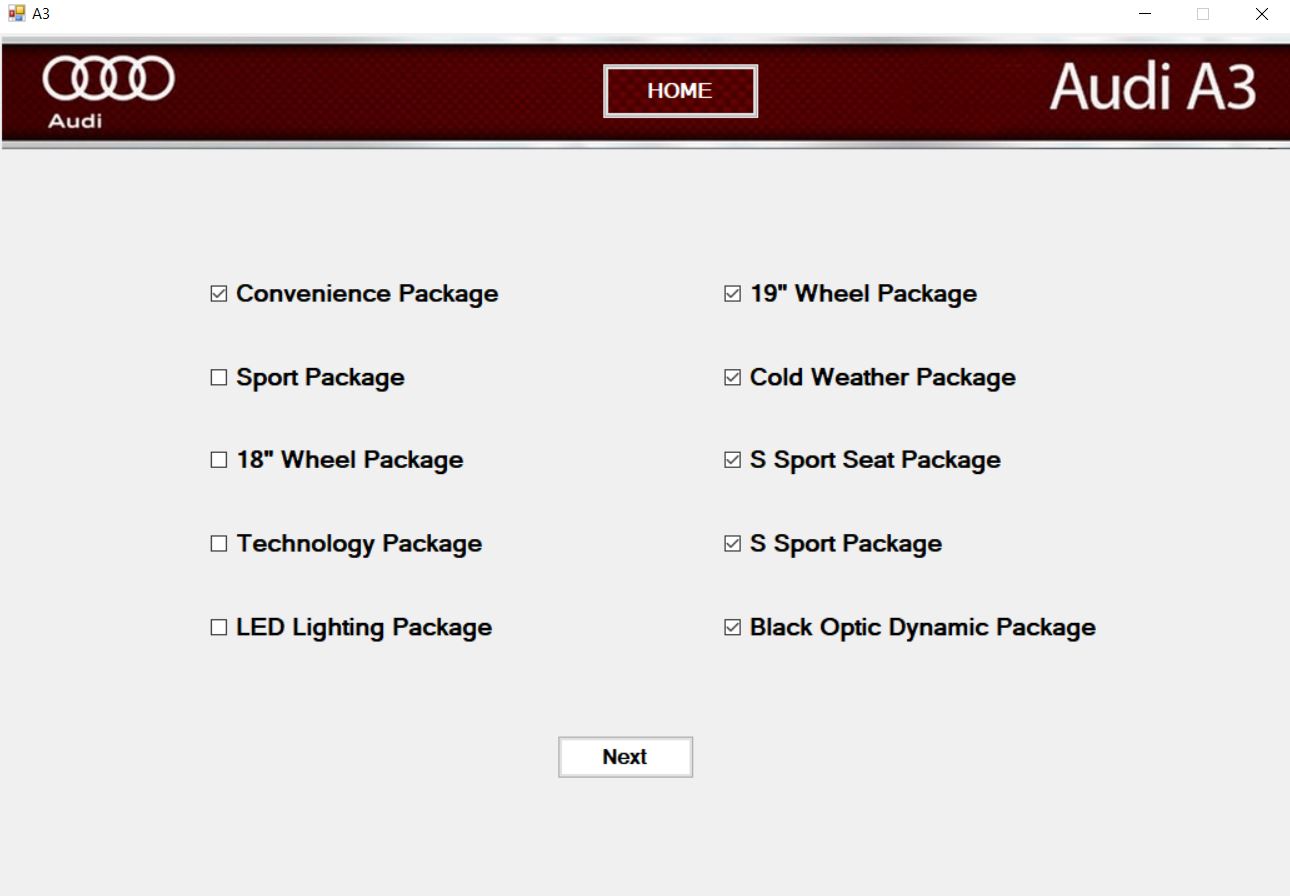 A3
Audi
HOME
Audi A3
Convenience Package
19" Wheel Package
Sport Package
Cold Weather Package
18" Wheel Package
S Sport Seat Package
Technology Package
S Sport Package
LED Lighting Package
Black Optic Dynamic Package
Next